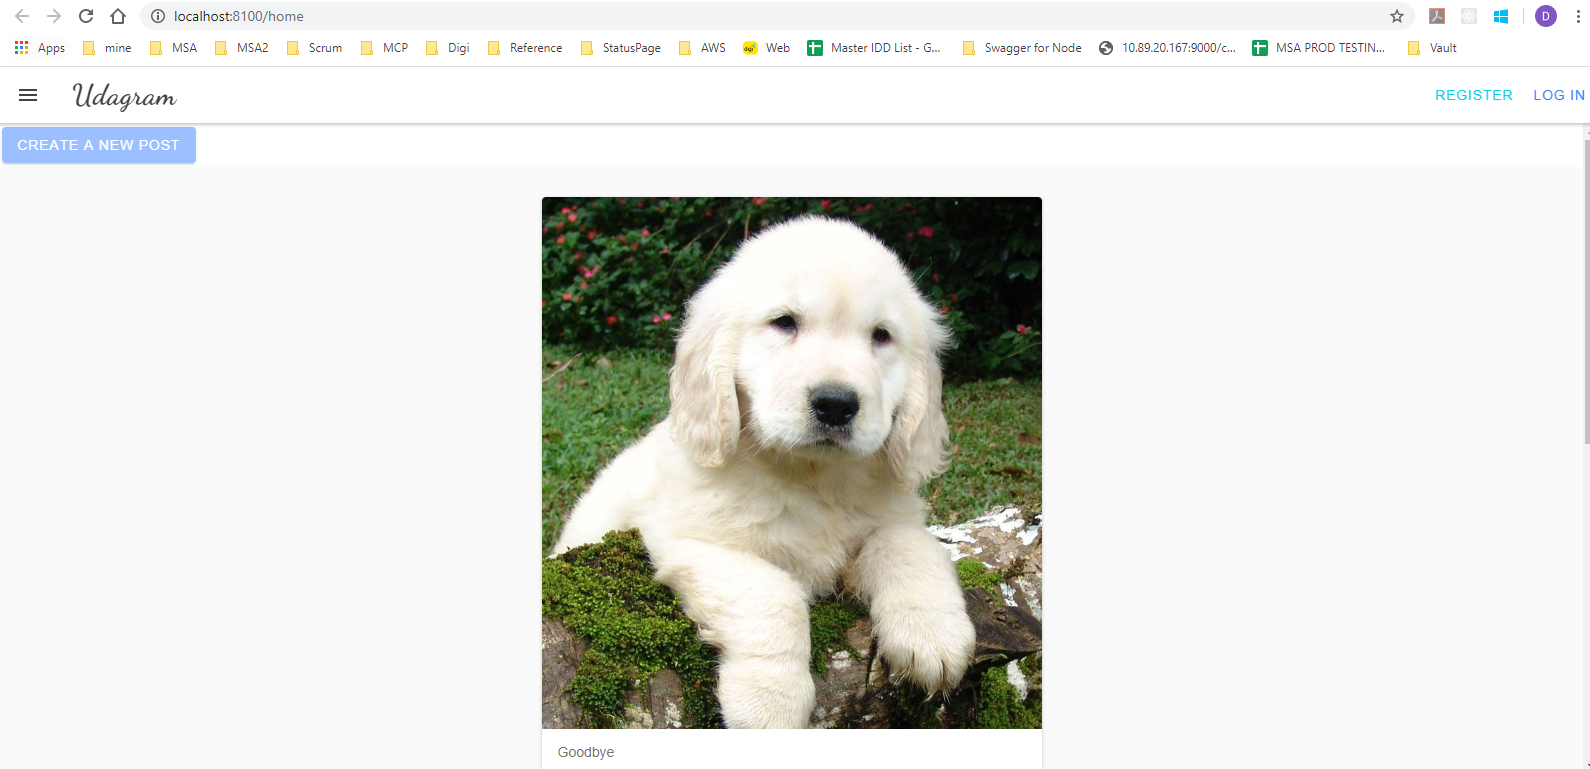 localhost:8100/home
D
Apps mine MSA MSA2 Scrum MCP Digi Reference StatusPage AWS Web Master IDD List - G... Swagger for Node 10.89.20.167:9000/c... MSA PROD TESTIN... Vault
Udagram REGISTER LOG IN
CREATE A NEW POST
Goodbye